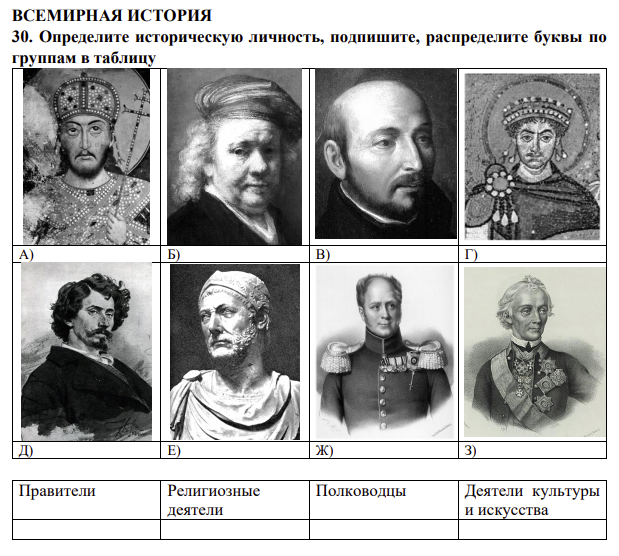 ВСЕМИРНАЯ ИСТОРИЯ
30. Определите историческую личность, подпишите, распределите буквы по
группам в таблицу
А) Б) В) Г)
Д) Е) Ж) З)
Правители Религиозные деятели Полководцы Деятели культуры и искусства